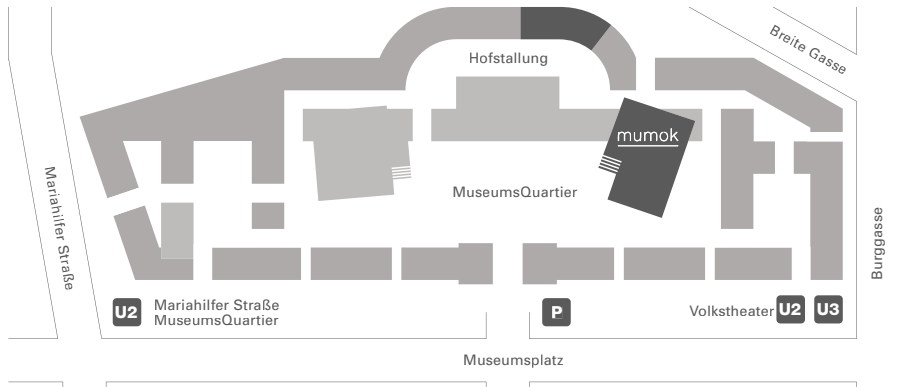 Breite Gasse
Hofstallung
mumok
Mariahilfer Straße
MuseumsQuartier
Burggasse
U2
Mariahilfer Straße
MuseumsQuartier
P
Volkstheater U2 U3
Museumsplatz